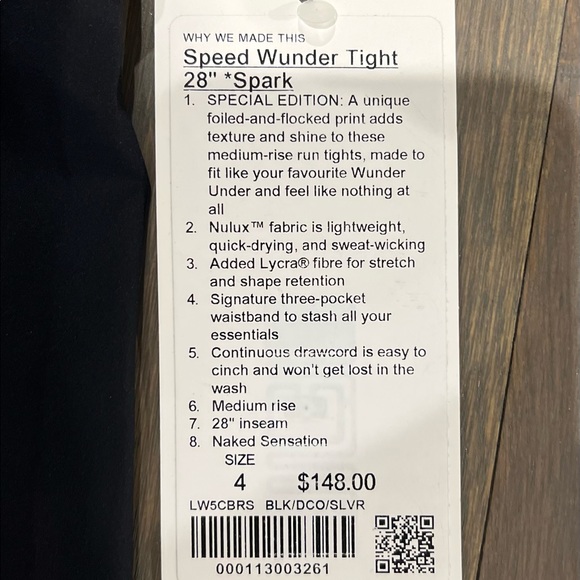 WHY WE MADE THIS
Speed Wunder Tight
28" *Spark
1. SPECIAL EDITION: A unique
foiled-and-flocked print adds
texture and shine to these
medium-rise run tights, made to
fit like your favourite Wunder
Under and feel like nothing at
all
2. Nulux™ fabric is lightweight,
quick-drying, and sweat-wicking
3. Added Lycra® fibre for stretch
and shape retention
4. Signature three-pocket
waistband to stash all your
essentials
5. Continuous drawcord is easy to
cinch and won't get lost in the
wash
6. Medium rise
7. 28" inseam
8. Naked Sensation
SIZE
4 $148.00
LW5CBRS BLK/DCO/SLVR
000113003261